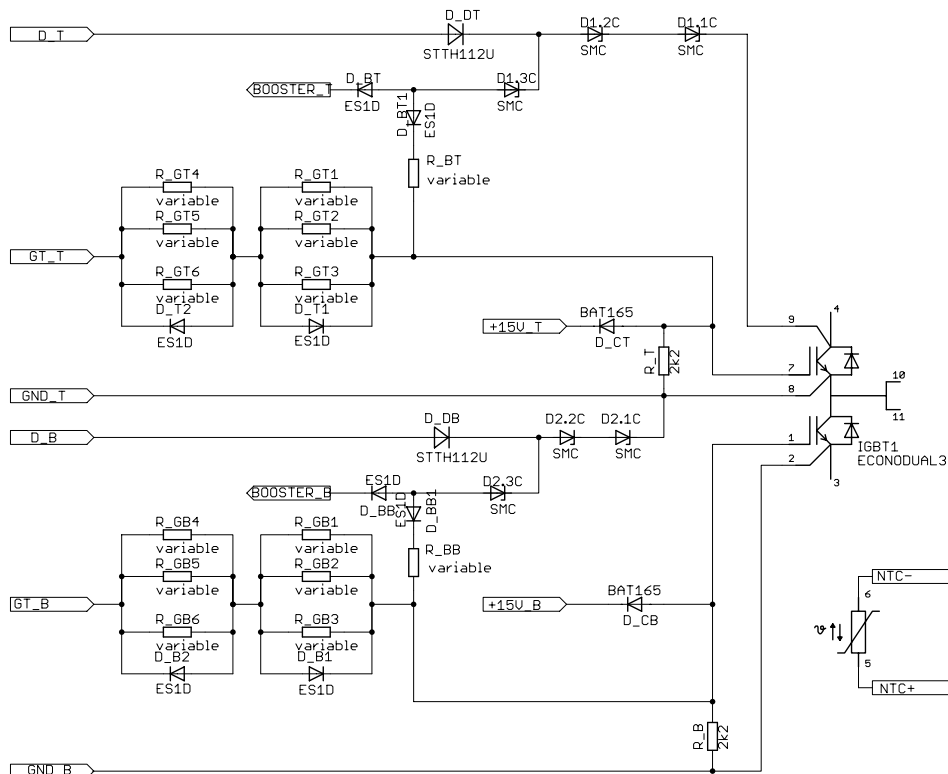 D_T
D_DT
STTH112U
D1.2C
SMC
D1.1C
SMC
BOOSTER_T
D_BT
ES1D
D_BT1
ES1D
D1.3C
SMC
R_BT
variable
R_GT4
variable
R_GT5
variable
R_GT6
variable
D_T2
ES1D
R_GT1
variable
R_GT2
variable
R_GT3
variable
D_T1
ES1D
GT_T
+15V_T
BAT165
D_CT
R_T
2k2
GND_T
9
4
7
8
10
11
1
2
3
IGBT1
ECONODUAL3
D_B
D_DB
STTH112U
D2.2C
SMC
D2.1C
SMC
BOOSTER_B
ES1D
D_BB
ES1D
D_BB1
D2.3C
SMC
R_BB
variable
R_GB4
variable
R_GB5
variable
R_GB6
variable
D_B2
ES1D
R_GB1
variable
R_GB2
variable
R_GB3
variable
D_B1
ES1D
GT_B
+15V_B
BAT165
D_CB
R_B
2k2
GND_B
NTC-
6
ϑ
5
NTC+